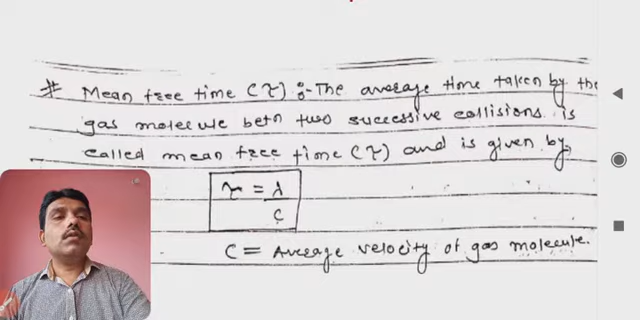 # Mean free time (τ) :- The average time taken by the
gas molecule betn two successive collisions is
called mean free time (τ) and is given by,
τ = λ/c
C = Average velocity of gas molecule.